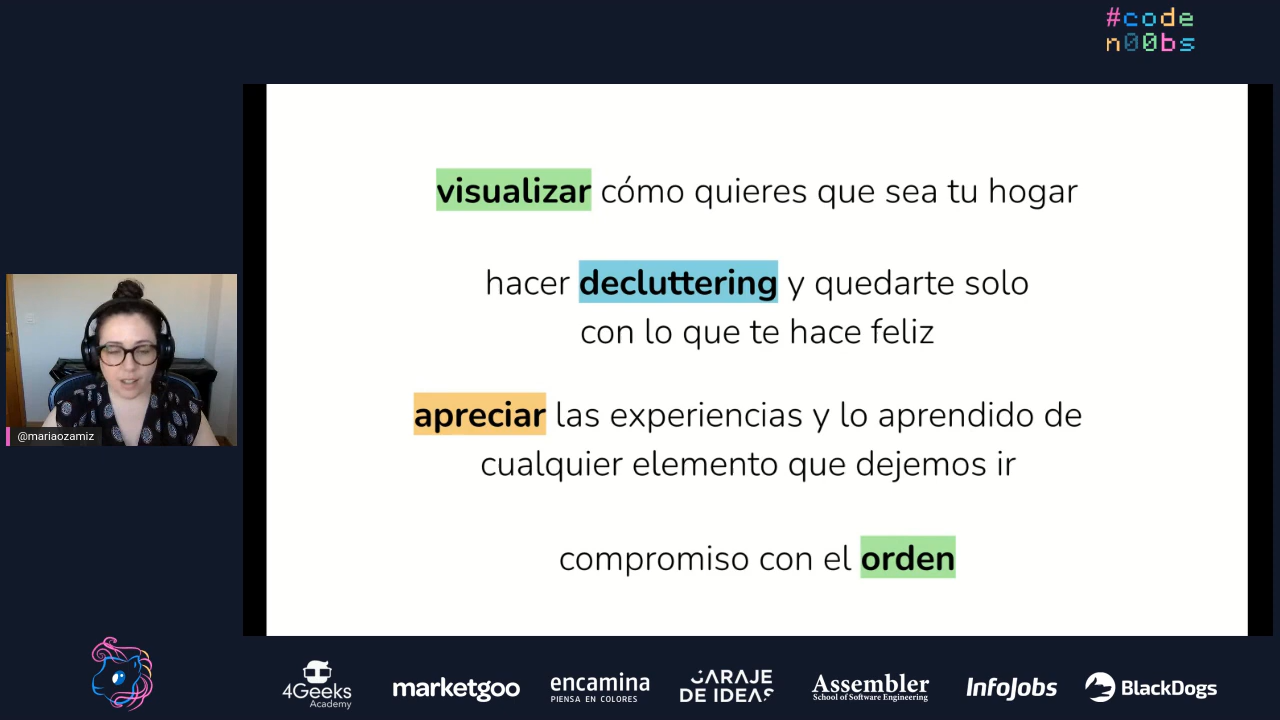 #code
n00bs
visualizar cómo quieres que sea tu hogar
hacer decluttering y quedarte solo
con lo que te hace feliz
apreciar las experiencias y lo aprendido de
cualquier elemento que dejemos ir
compromiso con el orden
@mariaozamiz
4Geeks
Academy
marketgoo
encamina
PIENSA EN COLORES
GARAJE
DE IDEAS
Assembler
School of Software Engineering
InfoJobs
BlackDogs